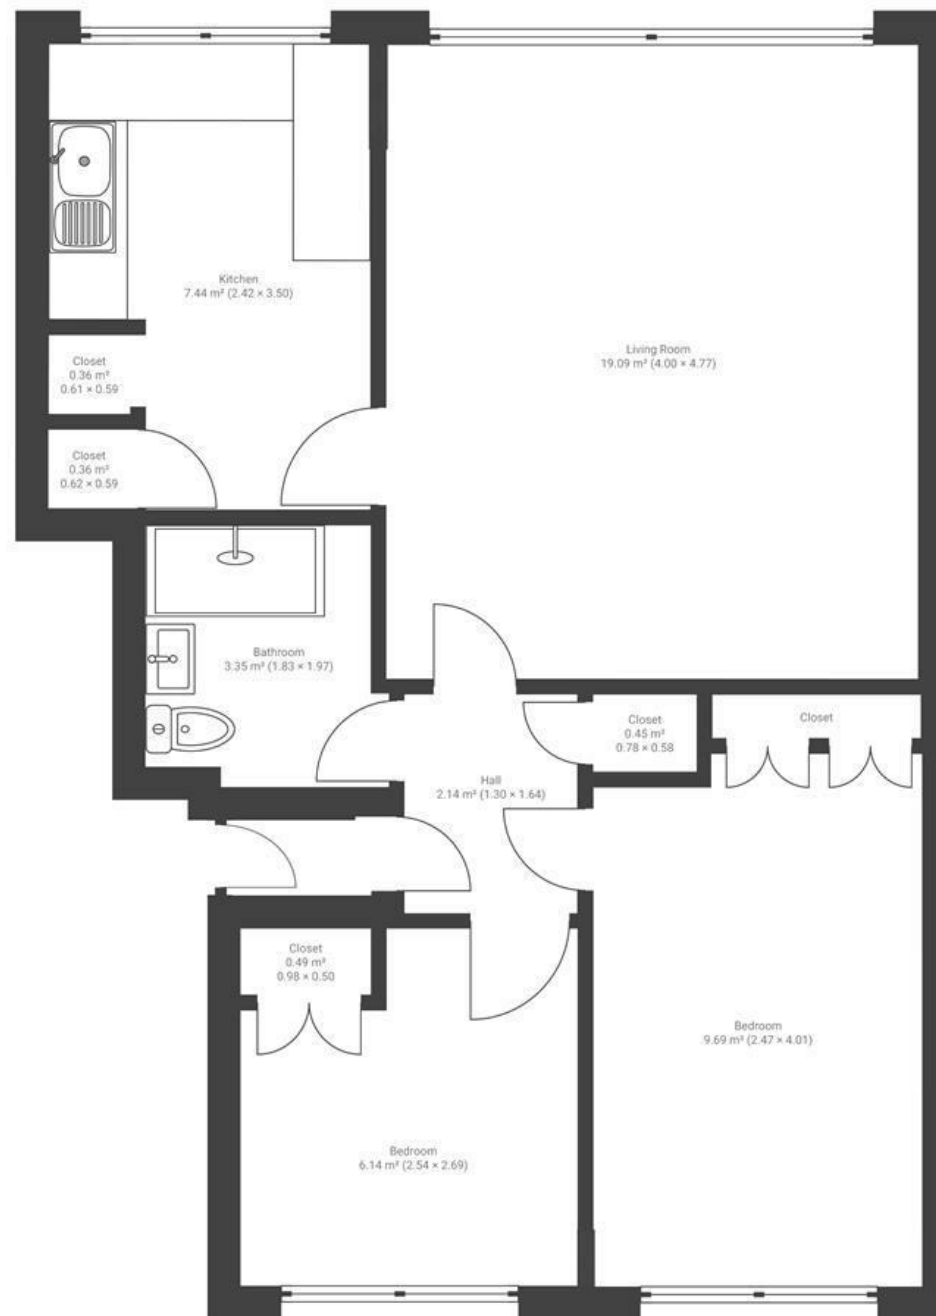 Kitchen
7.44 m² (2.42 × 3.50)
Living Room
19.09 m² (4.00 × 4.77)
Closet
0.36 m²
0.61 × 0.59
Closet
0.36 m²
0.62 × 0.59
Bathroom
3.35 m² (1.83 × 1.97)
Closet
0.45 m²
0.78 × 0.58
Closet
Hall
2.14 m² (1.30 × 1.64)
Closet
0.49 m²
0.98 × 0.50
Bedroom
9.69 m² (2.47 × 4.01)
Bedroom
6.14 m² (2.54 × 2.69)